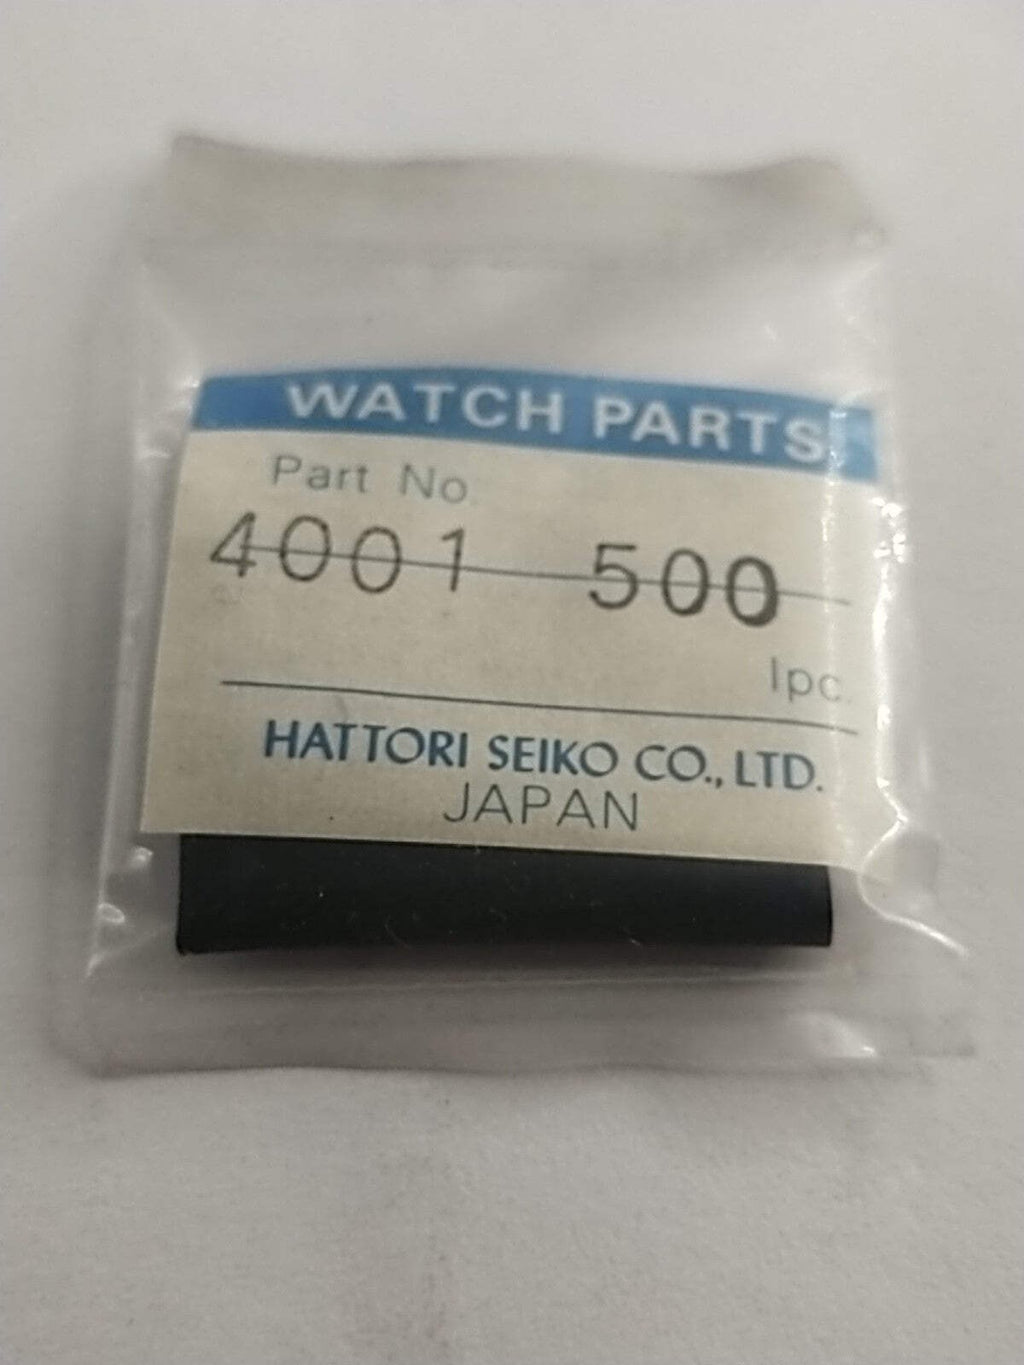 WATCH PARTS
Part No.
4001 500
1pc.
HATTORI SEIKO CO., LTD.
JAPAN